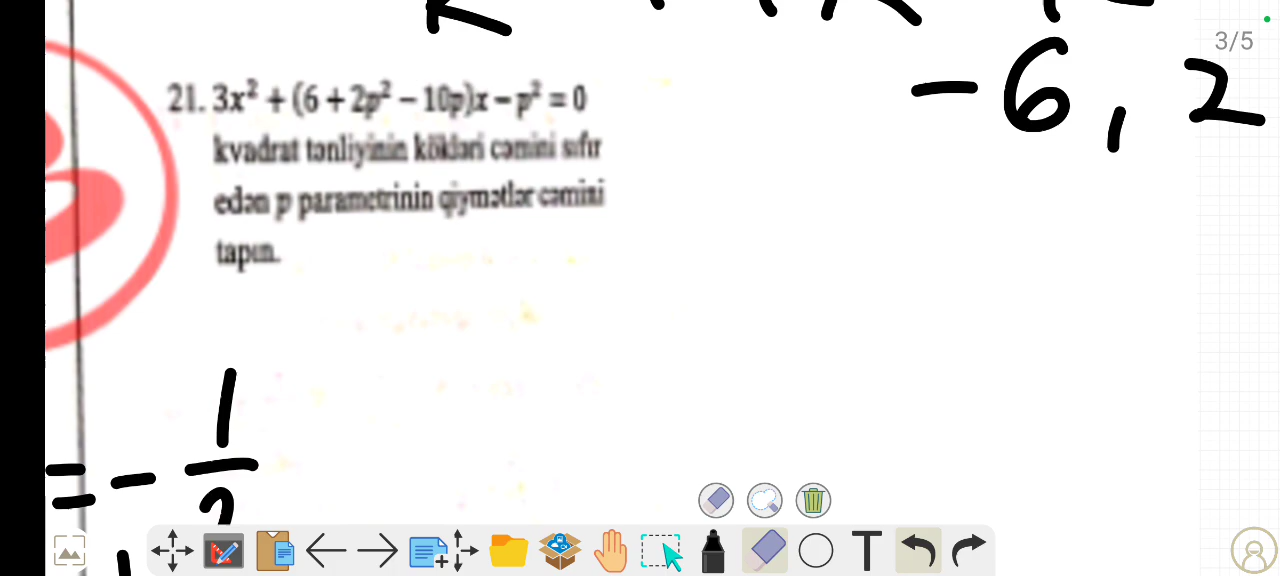 3/5
- 6, 2
21. 3x² + (6 + 2p² - 10p)x - p² = 0
kvadrat tənliyinin kökləri cəmini sıfır
edən p parametrinin qiymətlər cəmini
tapın.
= - 1
T